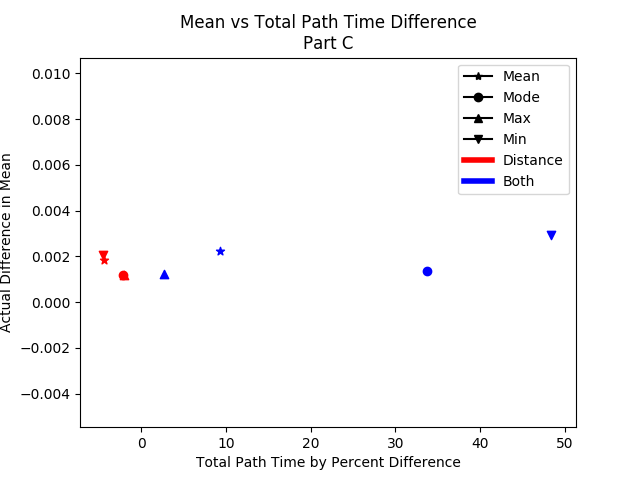 Mean vs Total Path Time Difference
Part C
0.010
0.008
0.006
0.004
0.002
0.000
−0.002
−0.004
Actual Difference in Mean
Mean
Mode
Max
Min
Distance
Both
0 10 20 30 40 50
Total Path Time by Percent Difference